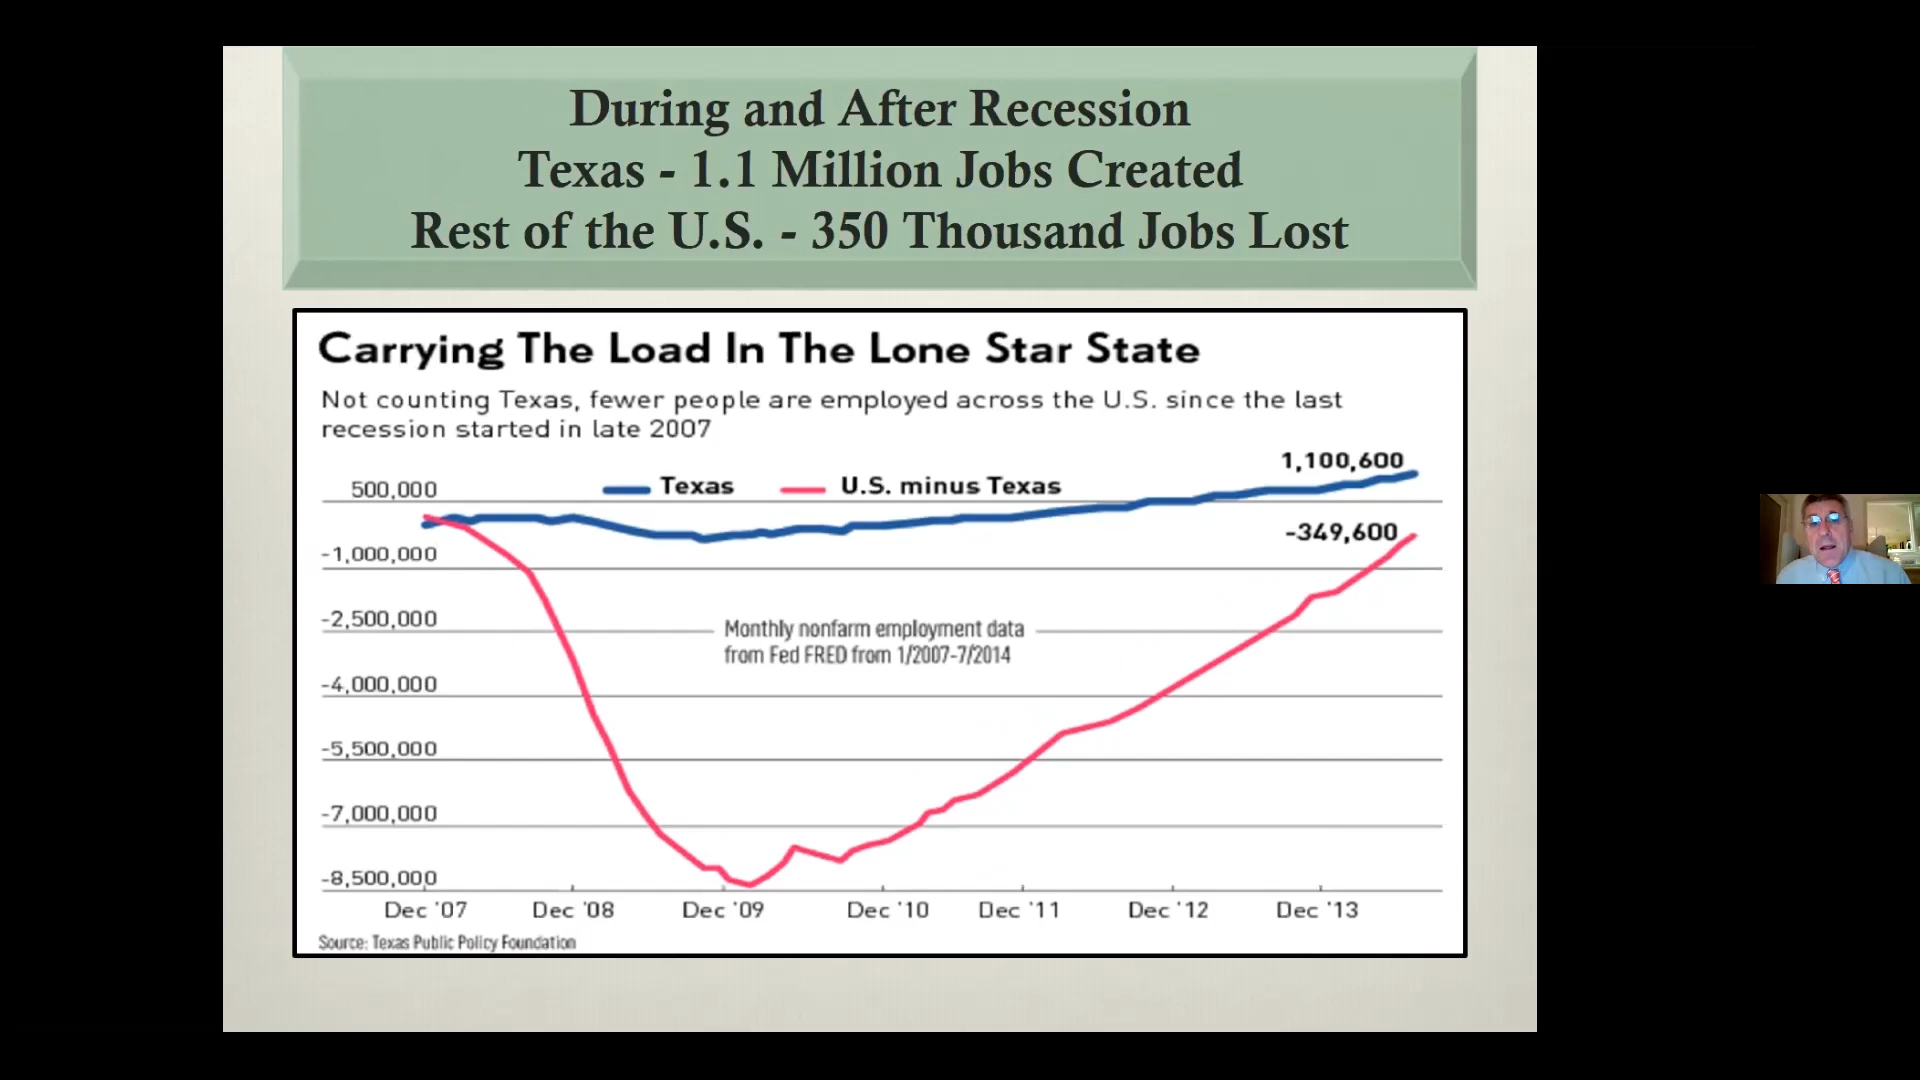 During and After Recession
Texas - 1.1 Million Jobs Created
Rest of the U.S. - 350 Thousand Jobs Lost
Carrying The Load In The Lone Star State
Not counting Texas, fewer people are employed across the U.S. since the last
recession started in late 2007
1,100,600
500,000
Texas
U.S. minus Texas
-349,600
-1,000,000
-2,500,000
Monthly nonfarm employment data
from Fed FRED from 1/2007-7/2014
-4,000,000
-5,500,000
-7,000,000
-8,500,000
Dec '07 Dec '08 Dec '09 Dec '10 Dec '11 Dec '12 Dec '13
Source: Texas Public Policy Foundation